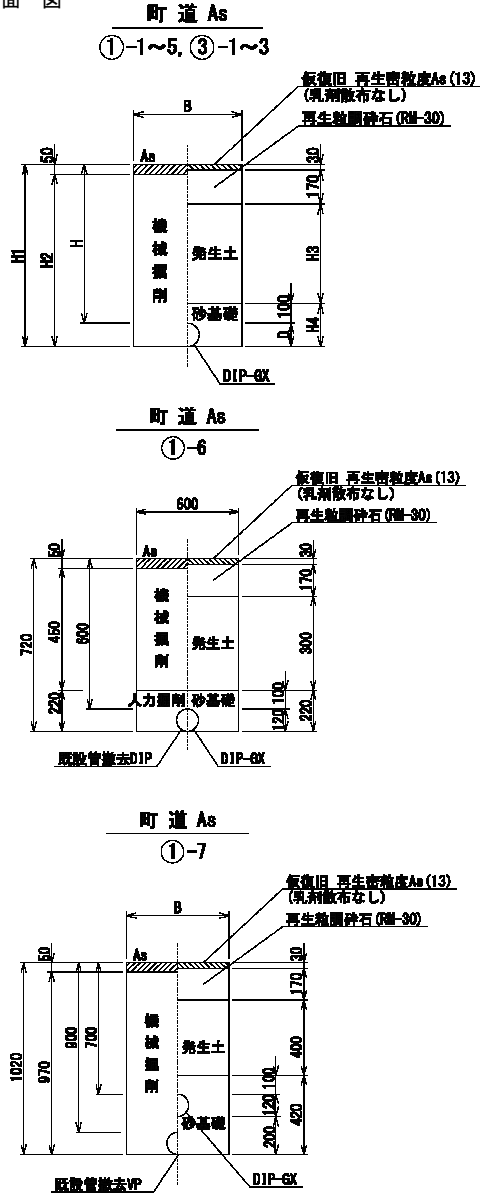 面 図
町 道 As
①-1～5, ③-1～3
仮復旧 再生密粒度As(13)
(乳剤散布なし)
再生粒調砕石(RM-30)
B
As
50
30
170
H1
H2
H
H3
機械掘削
発生土
100
砂基礎
D
H4
DIP-GX
町 道 As
①-6
仮復旧 再生密粒度As(13)
(乳剤散布なし)
再生粒調砕石(RM-30)
600
As
50
30
170
720
450
600
機械掘削
発生土
300
人力掘削 砂基礎
100
220
120
220
既設管撤去DIP
DIP-GX
町 道 As
①-7
仮復旧 再生密粒度As(13)
(乳剤散布なし)
再生粒調砕石(RM-30)
B
As
50
30
170
1020
970
900
700
機械掘削
発生土
400
100
120
砂基礎
200
420
既設管撤去VP
DIP-GX